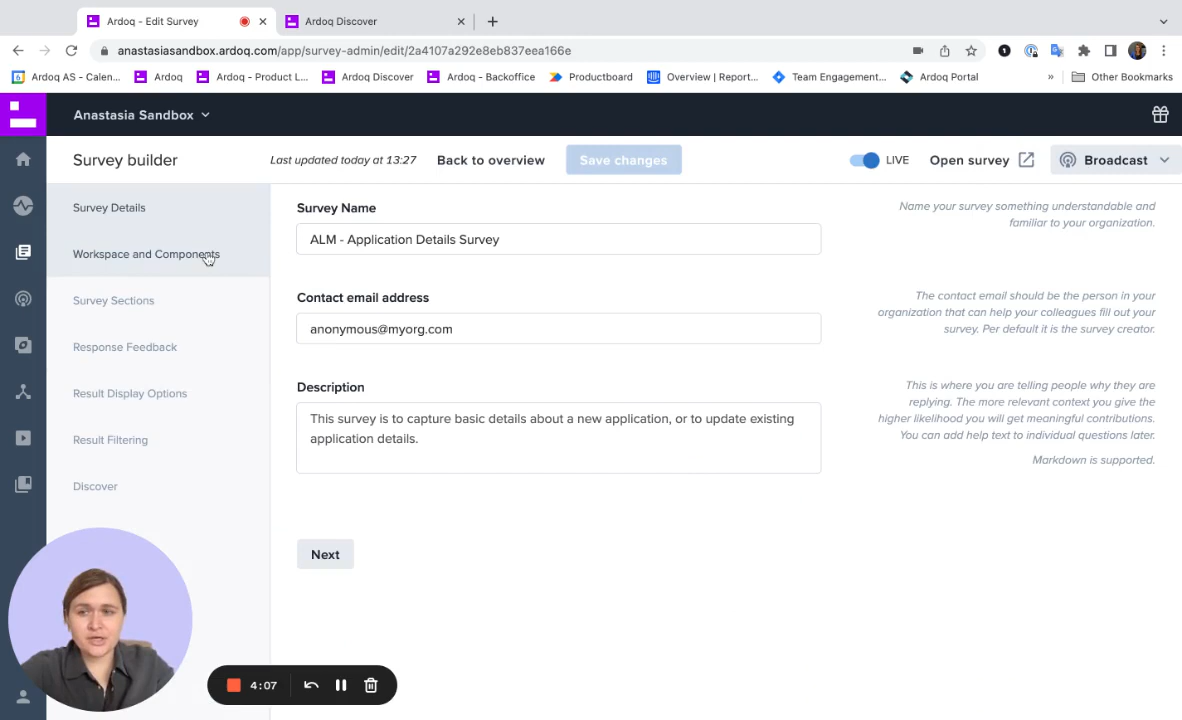 Ardoq - Edit Survey
Ardoq Discover
anastasiasandbox.ardoq.com/app/survey-admin/edit/2a4107a292e8eb837eea166e
Ardoq AS - Calen...
Ardoq
Ardoq - Product L...
Ardoq Discover
Ardoq - Backoffice
Productboard
Overview | Report...
Team Engagement...
Ardoq Portal
»
Other Bookmarks
Anastasia Sandbox
Survey builder
Last updated today at 13:27
Back to overview
Save changes
LIVE
Open survey
Broadcast
Survey Details
Workspace and Components
Survey Sections
Response Feedback
Result Display Options
Result Filtering
Discover
Survey Name
ALM - Application Details Survey
Name your survey something understandable and
familiar to your organization.
Contact email address
anonymous@myorg.com
The contact email should be the person in your
organization that can help your colleagues fill out your
survey. Per default it is the survey creator.
Description
This survey is to capture basic details about a new application, or to update existing
application details.
This is where you are telling people why they are
replying. The more relevant context you give the
higher likelihood you will get meaningful contributions.
You can add help text to individual questions later.
Markdown is supported.
Next
4:07